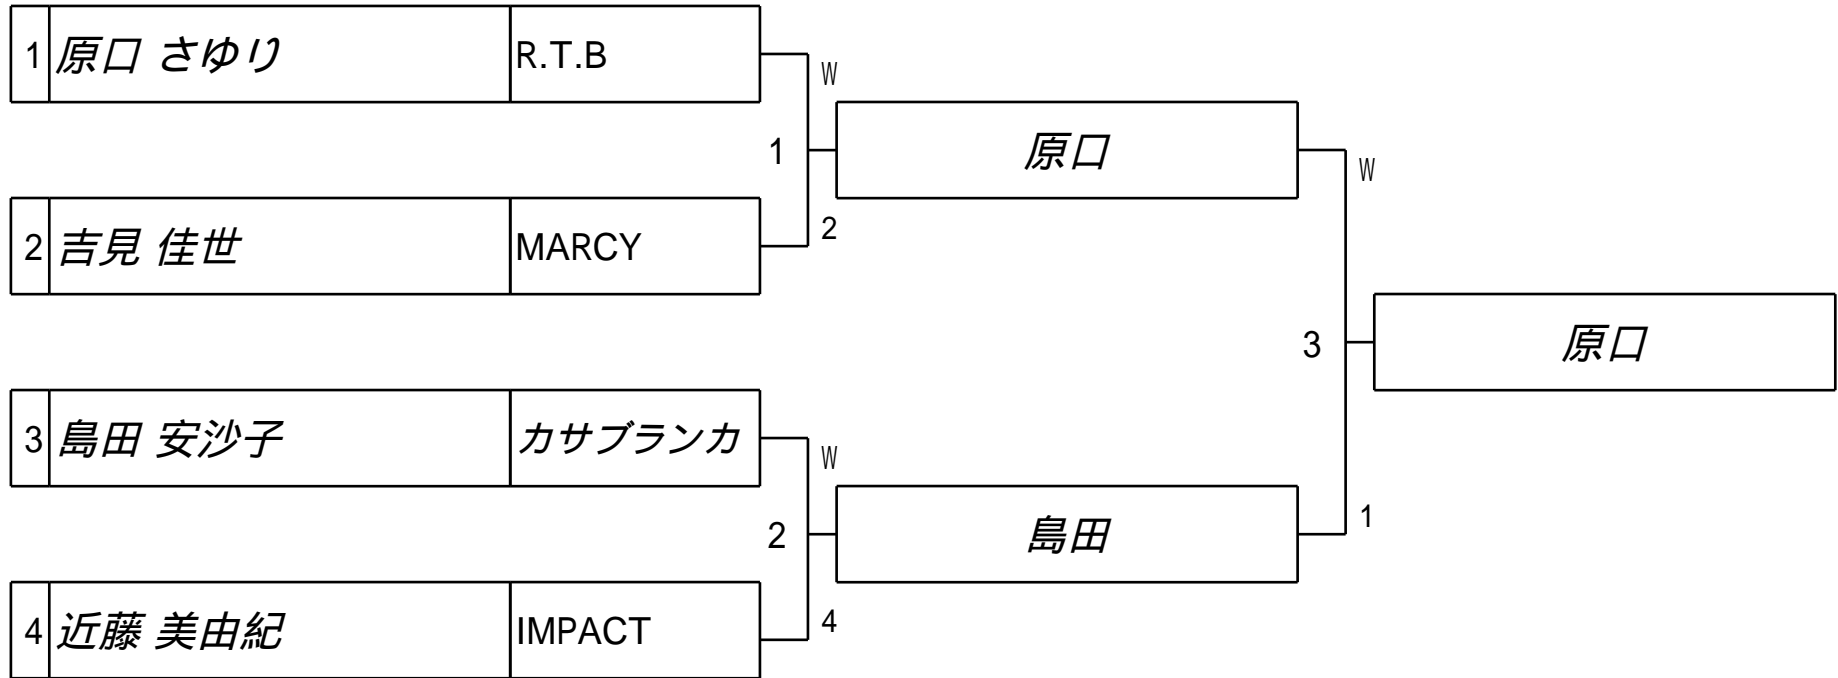 1 原口 さゆり R.T.B
W
1 原口
W
2
2 吉見 佳世 MARCY
3 原口
3 島田 安沙子 カサブランカ
W
2 島田
1
4
4 近藤 美由紀 IMPACT